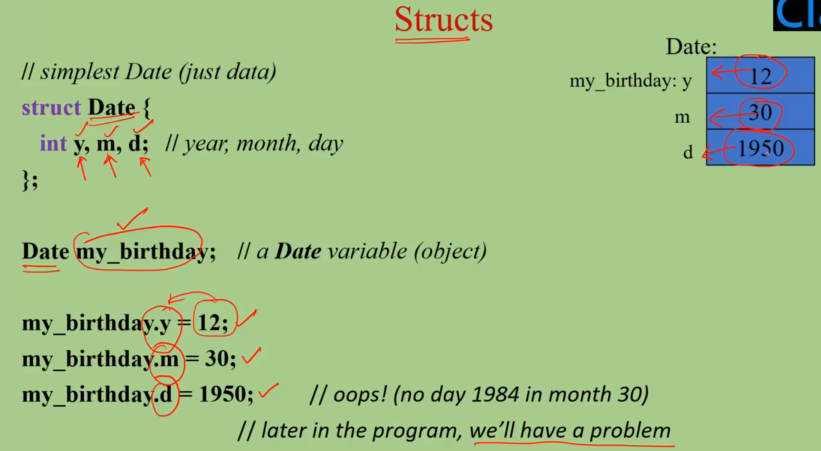 Structs
// simplest Date (just data)
struct Date {
int y, m, d; // year, month, day
};
Date my_birthday; // a Date variable (object)
my_birthday.y = 12;
my_birthday.m = 30;
my_birthday.d = 1950; // oops! (no day 1984 in month 30)
// later in the program, we'll have a problem
Date:
my_birthday: y 12
m 30
d 1950